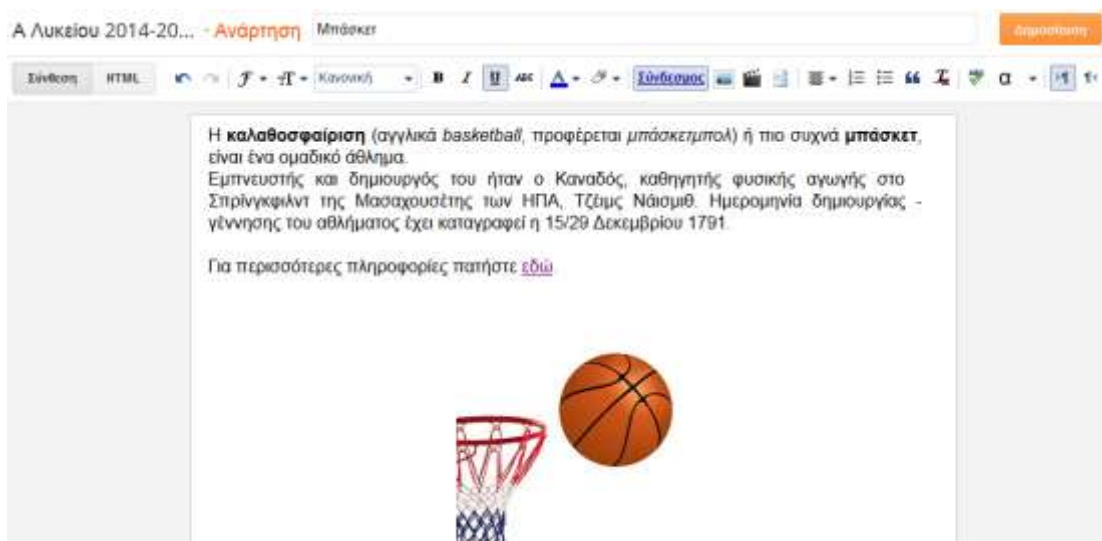 Α Λυκείου 2014-20... · Ανάρτηση Μπάσκετ Δημοσίευση
Σύνθεση HTML Κανονική B I U ABC A Σύνδεσμος α
Η καλαθοσφαίριση (αγγλικά basketball, προφέρεται μπάσκετμπολ) ή πιο συχνά μπάσκετ,
είναι ένα ομαδικό άθλημα.
Εμπνευστής και δημιουργός του ήταν ο Καναδός, καθηγητής φυσικής αγωγής στο
Σπρίνγκφιλντ της Μασαχουσέτης των ΗΠΑ, Τζέιμς Νάισμιθ. Ημερομηνία δημιουργίας -
γέννησης του αθλήματος έχει καταγραφεί η 15/29 Δεκεμβρίου 1791.
Για περισσότερες πληροφορίες πατήστε εδώ